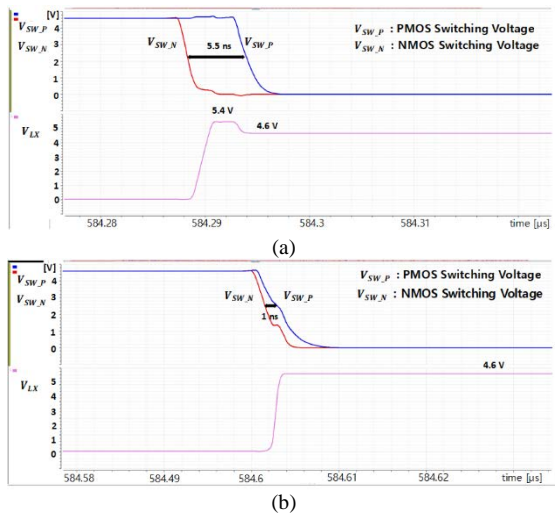 [V]
V_SW_P
V_SW_N
4
3
2
1
0
V_SW_N
5.5 ns
V_SW_P
V_SW_P : PMOS Switching Voltage
V_SW_N : NMOS Switching Voltage
V_LX
5
4
3
2
1
0
5.4 V
4.6 V
584.28 584.29 584.3 584.31 time [µs]
(a)
[V]
V_SW_P
V_SW_N
4
3
2
1
0
V_SW_N
V_SW_P
1 ns
V_SW_P : PMOS Switching Voltage
V_SW_N : NMOS Switching Voltage
V_LX
5
4
3
2
1
0
4.6 V
584.58 584.49 584.6 584.61 584.62 time [µs]
(b)